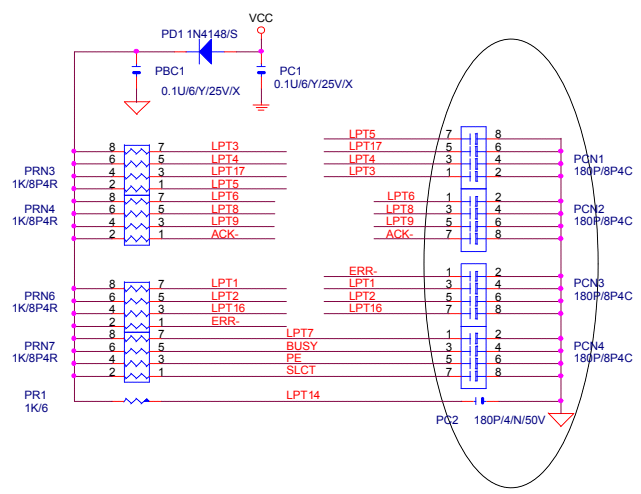 VCC
PD1 1N4148/S
PBC1
PC1
0.1U/6/Y/25V/X
0.1U/6/Y/25V/X
LPT5 7 8
8 7 LPT3 LPT17 5 6
6 5 LPT4 LPT4 3 4 PCN1
PRN3 4 3 LPT17 LPT3 1 2 180P/8P4C
1K/8P4R 2 1 LPT5
8 7 LPT6 LPT6 1 2
PRN4 6 5 LPT8 LPT8 3 4 PCN2
1K/8P4R 4 3 LPT9 LPT9 5 6 180P/8P4C
2 1 ACK- ACK- 7 8
ERR- 1 2
8 7 LPT1 LPT1 3 4 PCN3
PRN6 6 5 LPT2 LPT2 5 6 180P/8P4C
1K/8P4R 4 3 LPT16 LPT16 7 8
2 1 ERR-
8 7 LPT7 1 2
PRN7 6 5 BUSY 3 4 PCN4
1K/8P4R 4 3 PE 5 6 180P/8P4C
2 1 SLCT 7 8
PR1 LPT14
1K/6
PC2 180P/4/N/50V